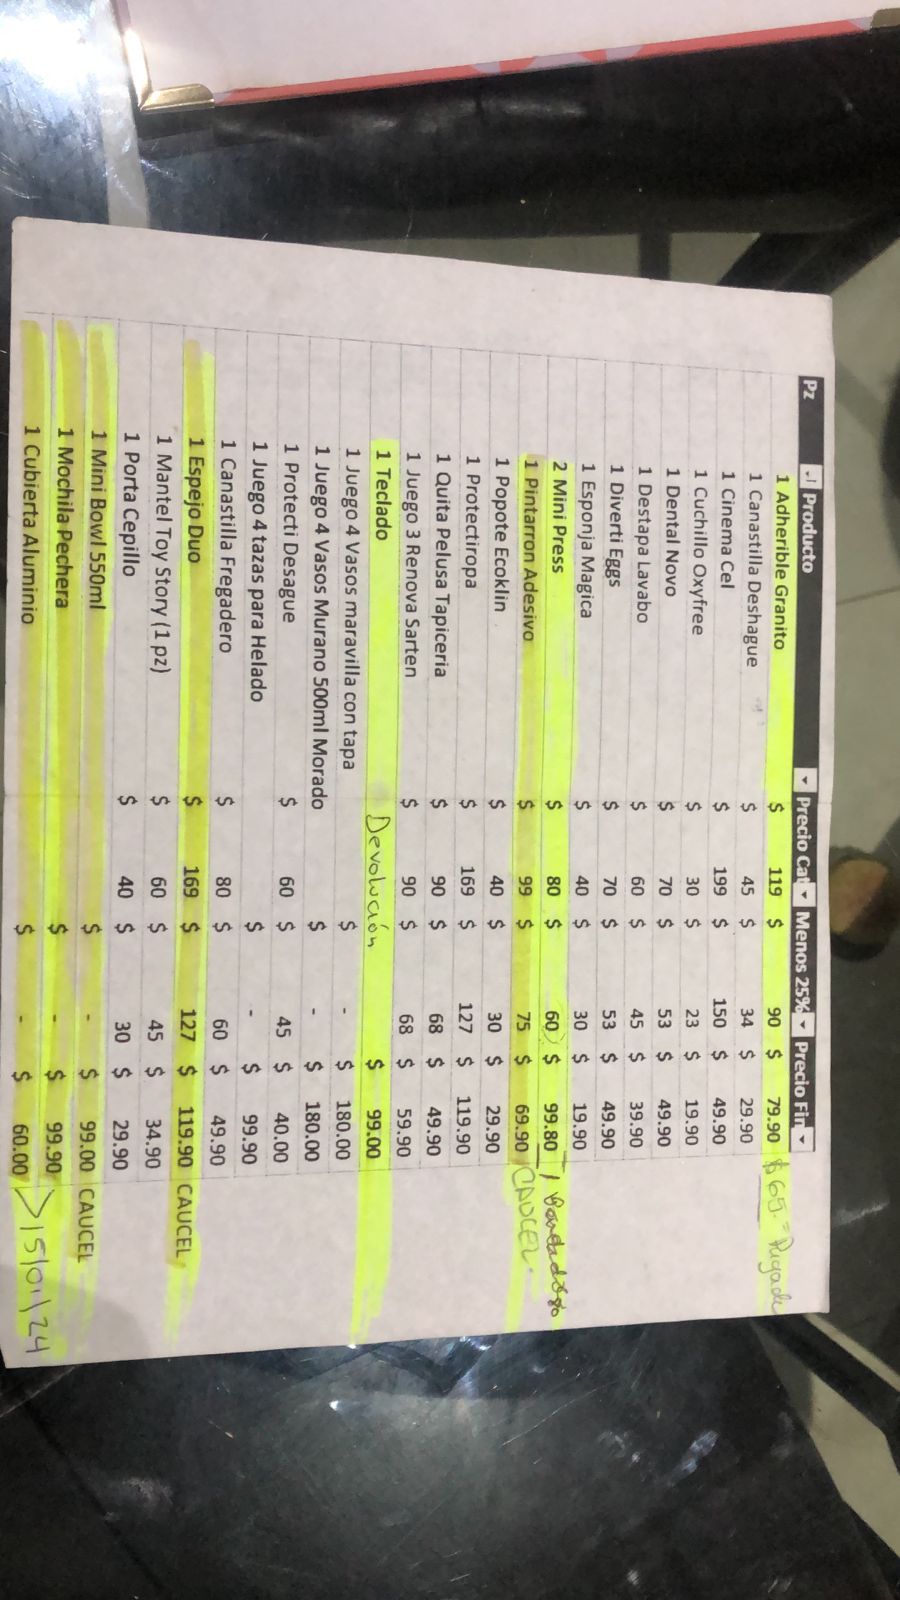 Pz Producto Precio Cat Menos 25% Precio Fin
1 Adherible Granito $ 119 $ 90 $ 79.90 $65.= Pagado
1 Canastilla Deshague $ 45 $ 34 $ 29.90
1 Cinema Cel $ 199 $ 150 $ 49.90
1 Cuchillo Oxyfree $ 30 $ 23 $ 19.90
1 Dental Novo $ 70 $ 53 $ 49.90
1 Destapa Lavabo $ 60 $ 45 $ 39.90
1 Diverti Eggs $ 70 $ 53 $ 49.90
1 Esponja Magica $ 40 $ 30 $ 19.90
2 Mini Press $ 80 $ 60 $ 99.80 1
1 Pintarron Adesivo $ 99 $ 75 $ 69.90 CAUCEL
1 Popote Ecoklin $ 40 $ 30 $ 29.90
1 Protectiropa $ 169 $ 127 $ 119.90
1 Quita Pelusa Tapiceria $ 90 $ 68 $ 49.90
1 Juego 3 Renova Sarten $ 90 $ 68 $ 59.90
1 Teclado Devolución $ 99.00
1 Juego 4 Vasos maravilla con tapa $ - $ 180.00
1 Juego 4 Vasos Murano 500ml Morado $ - $ 180.00
1 Protecti Desague $ 60 $ 45 $ 40.00
1 Juego 4 tazas para Helado $ - $ 99.90
1 Canastilla Fregadero $ 80 $ 60 $ 49.90
1 Espejo Duo $ 169 $ 127 $ 119.90 CAUCEL
1 Mantel Toy Story (1 pz) $ 60 $ 45 $ 34.90
1 Porta Cepillo $ 40 $ 30 $ 29.90
1 Mini Bowl 550ml $ - $ 99.00 CAUCEL
1 Mochila Pechera $ - $ 99.90
1 Cubierta Aluminio $ - $ 60.00 >15/01/24